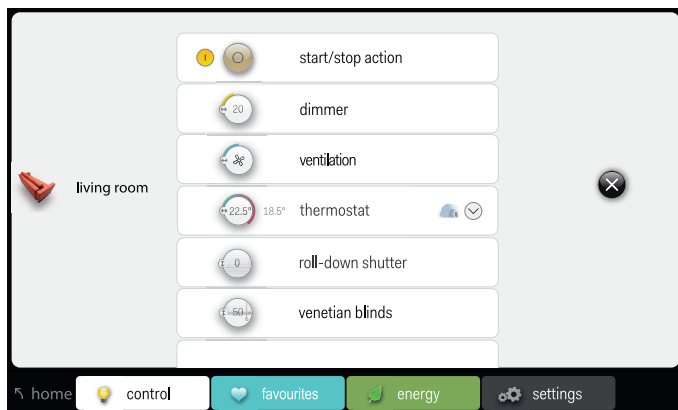 start/stop action
20 dimmer
ventilation
living room
22.5° 18.5° thermostat
0 roll-down shutter
50 venetian blinds
home control favourites energy settings